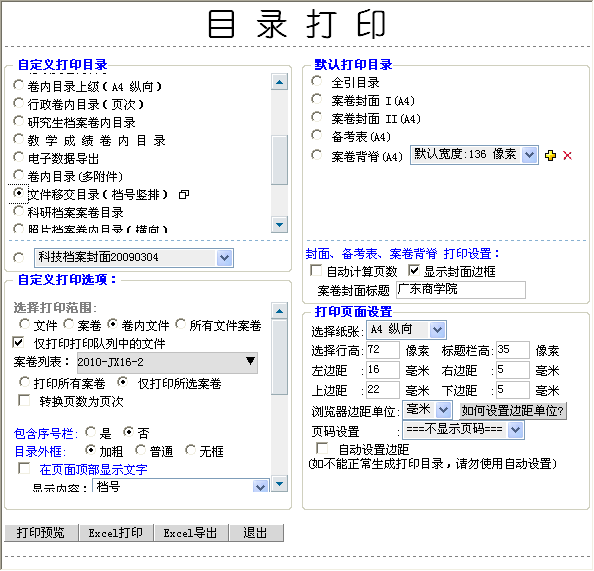 目 录 打 印
自定义打印目录
卷内目录上级(A4 纵向)
行政卷内目录(页次)
研究生档案卷内目录
教 学 成 绩 卷 内 目 录
电子数据导出
卷内目录(多附件)
文件移交目录(档号竖排)
科研档案案卷目录
照片档案卷内目录(横向)
科技档案封面20090304
自定义打印选项：
选择打印范围:
文件 案卷 卷内文件 所有文件案卷
仅打印打印队列中的文件
案卷列表: 2010-JX16-2
打印所有案卷 仅打印所选案卷
转换页数为页次
包含序号栏: 是 否
目录外框: 加粗 普通 无框
在页面顶部显示文字
显示内容: 档号
默认打印目录
全引目录
案卷封面 I(A4)
案卷封面 II(A4)
备考表(A4)
案卷背脊(A4) 默认宽度:136 像素
封面、备考表、案卷背脊 打印设置：
自动计算页数 显示封面边框
案卷封面标题 广东商学院
打印页面设置
选择纸张: A4 纵向
选择行高: 72 像素 标题栏高: 35 像素
左边距 : 16 毫米 右边距 : 5 毫米
上边距 : 22 毫米 下边距 : 5 毫米
浏览器边距单位: 毫米 如何设置边距单位?
页码设置 : ===不显示页码===
自动设置边距
(如不能正常生成打印目录，请勿使用自动设置)
打印预览 Excel打印 Excel导出 退出